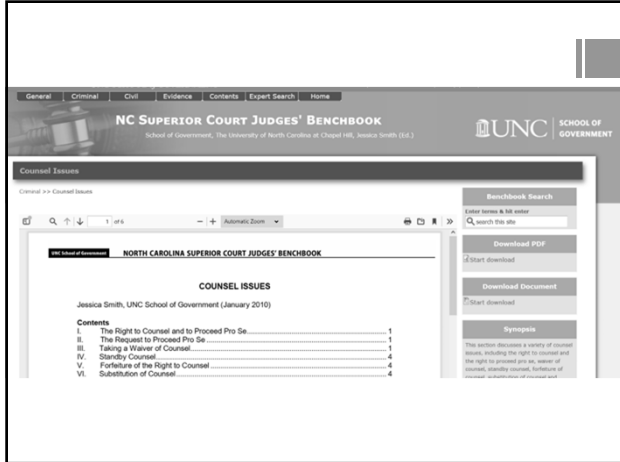 General Criminal Civil Evidence Contents Expert Search Home
NC SUPERIOR COURT JUDGES' BENCHBOOK
School of Government, The University of North Carolina at Chapel Hill, Jessica Smith (Ed.)
UNC SCHOOL OF
GOVERNMENT
Counsel Issues
Criminal >> Counsel Issues
1 of 6
Automatic Zoom
UNC School of Government NORTH CAROLINA SUPERIOR COURT JUDGES' BENCHBOOK
COUNSEL ISSUES
Jessica Smith, UNC School of Government (January 2010)
Contents
I. The Right to Counsel and to Proceed Pro Se 1
II. The Request to Proceed Pro Se 1
III. Taking a Waiver of Counsel 1
IV. Standby Counsel 4
V. Forfeiture of the Right to Counsel 4
VI. Substitution of Counsel 4
Benchbook Search
Enter terms & hit enter
search this site
Download PDF
Start download
Download Document
Start download
Synopsis
This section discusses a variety of counsel
issues, including the right to counsel and
the right to proceed pro se, waiver of
counsel, standby counsel, forfeiture of
counsel, substitution of counsel and